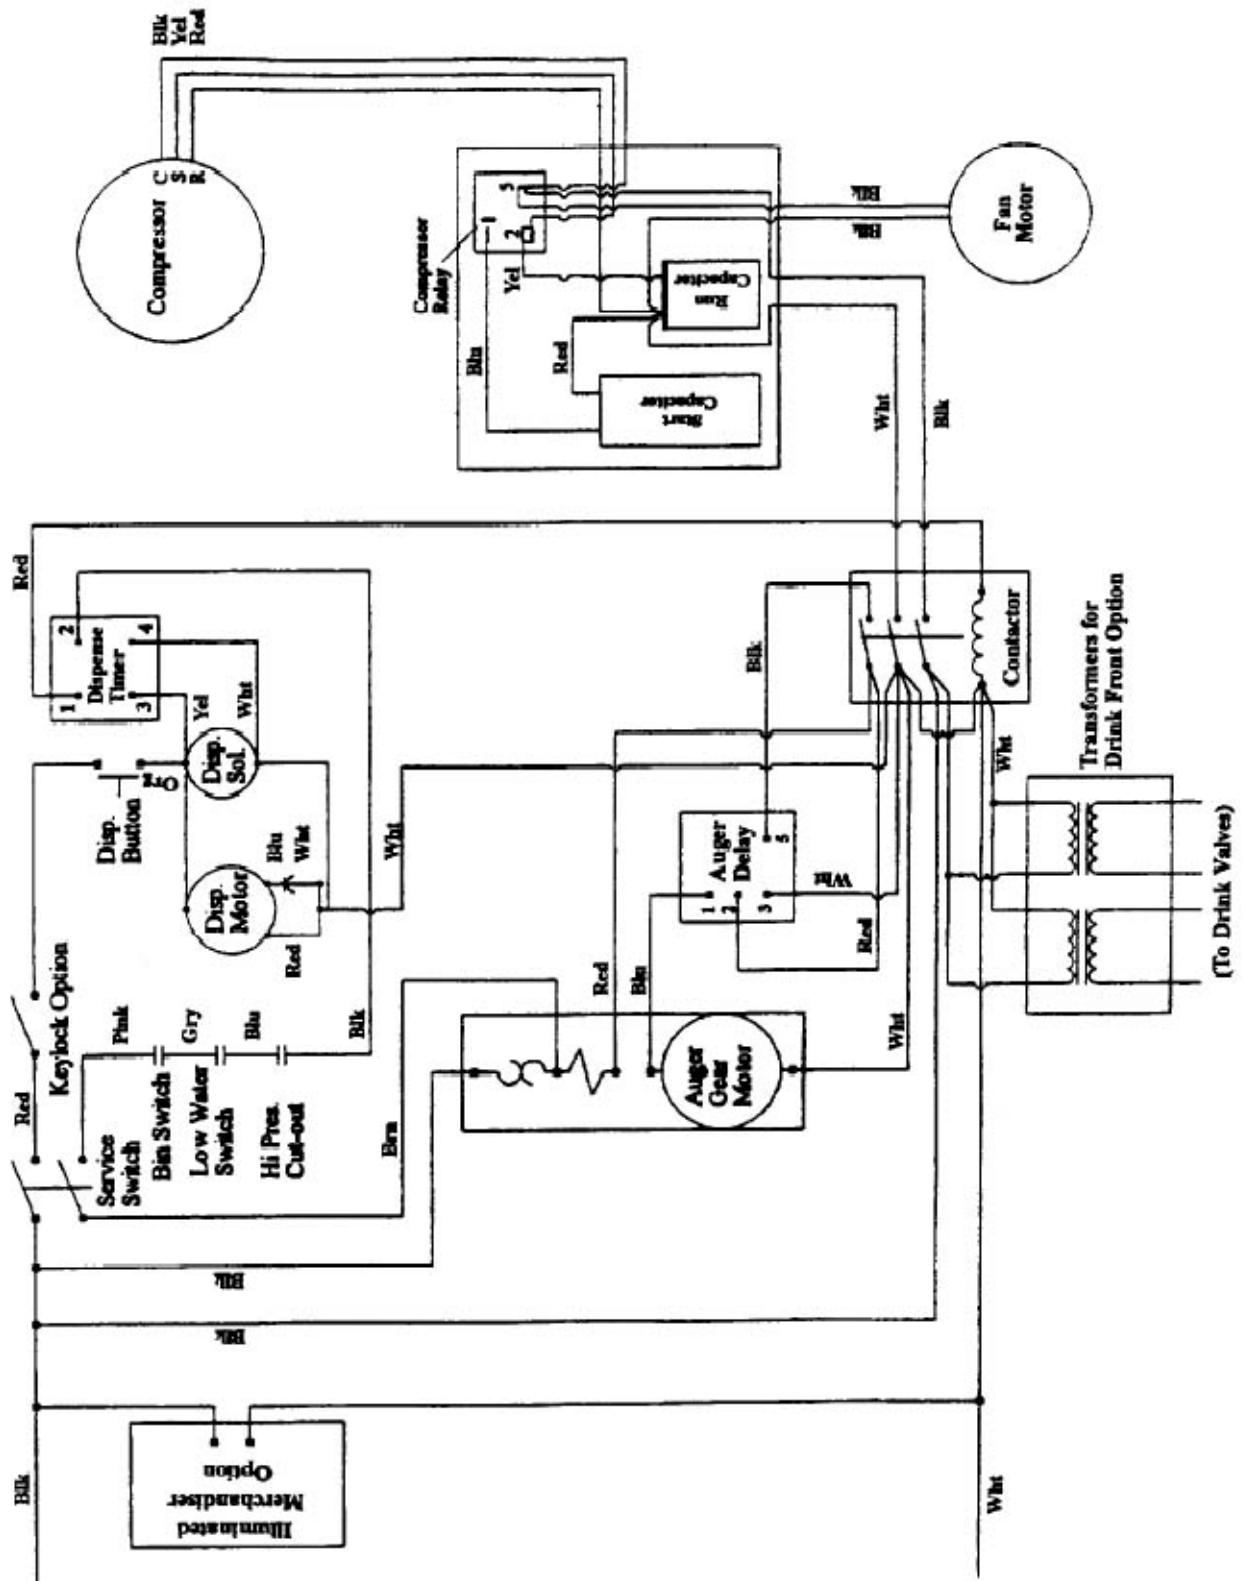 Blk
Yel
Red
C
S
R
Compressor
5
1
2
Compressor
Relay
Yel
Run
Capaciter
Blu
Red
Start
Capaciter
Blk
Blk
Fan
Motor
Wht
Blk
Red
2
4
Dispense
Timer
1
3
Yel
Wht
Org
Disp.
Sol.
Disp.
Button
Blu
Wht
Disp.
Motor
Red
Wht
Blk
Contactor
Transformers for
Drink Front Option
Wht
(To Drink Valves)
5
Auger
Delay
1
2
3
Wht
Red
Red
Blu
Auger
Gear
Motor
Wht
Keylock Option
Red
Pink
Gry
Blu
Blk
Service
Switch
Bin Switch
Low Water
Switch
Hi Pres.
Cut-out
Brn
Blk
Blk
Blk
Illuminated
Merchandiser
Option
Wht